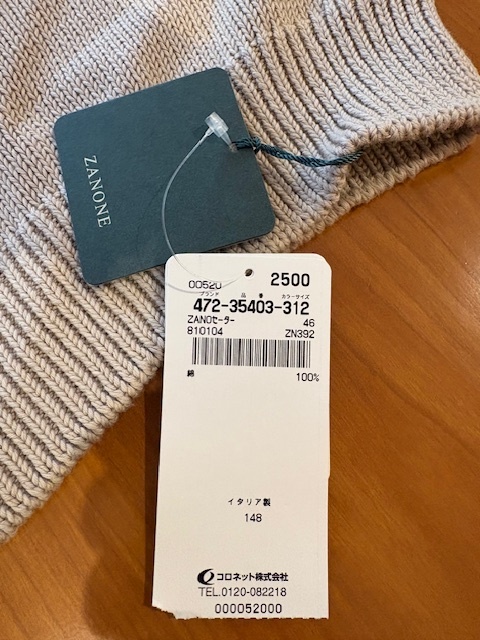 ZANONE
00520 2500
ブランド 品番 カラーサイズ
472-35403-312
ZANOセーター 46
810104 ZN392
綿 100%
イタリア製
148
コロネット株式会社
TEL.0120-082218
000052000